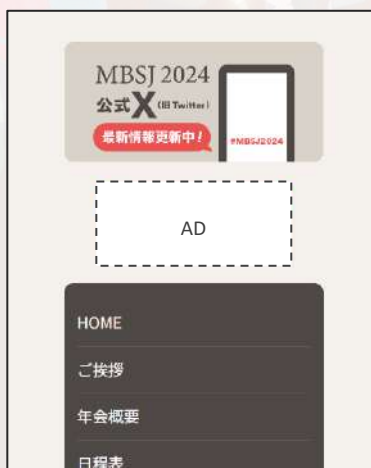 MBSJ 2024
公式X(旧 Twitter)
最新情報更新中!
#MBSJ2024
AD
HOME
ご挨拶
年会概要
日程表